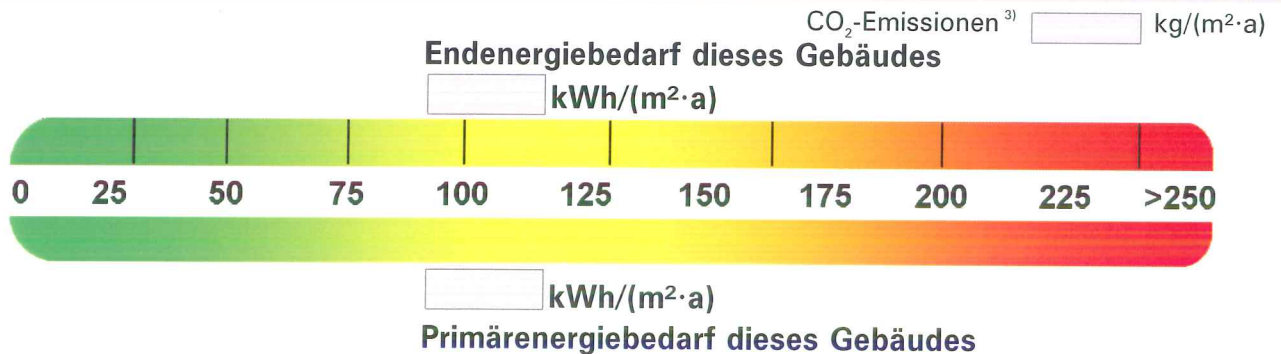 CO₂-Emissionen ³⁾ kg/(m²·a)
Endenergiebedarf dieses Gebäudes
kWh/(m²·a)
0 25 50 75 100 125 150 175 200 225 >250
kWh/(m²·a)
Primärenergiebedarf dieses Gebäudes